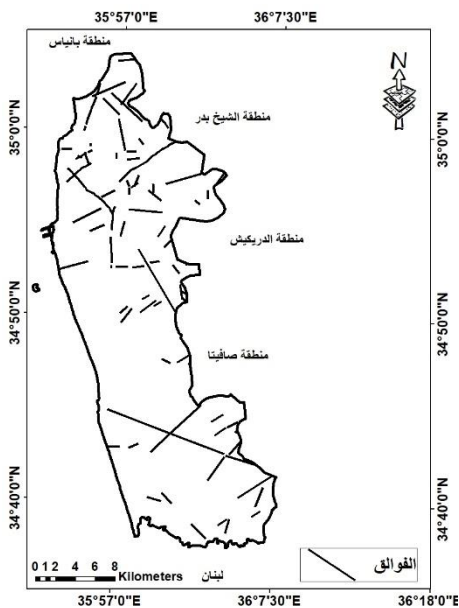 35°57'0"E 36°7'30"E
منطقة بانياس
N
35°0'0"N 35°0'0"N
منطقة الشيخ بدر
منطقة الدريكيش
34°50'0"N 34°50'0"N
منطقة صافيتا
34°40'0"N 34°40'0"N
الفوالق
0 1 2 4 6 8
Kilometers
لبنان
35°57'0"E 36°7'30"E 36°18'0"E